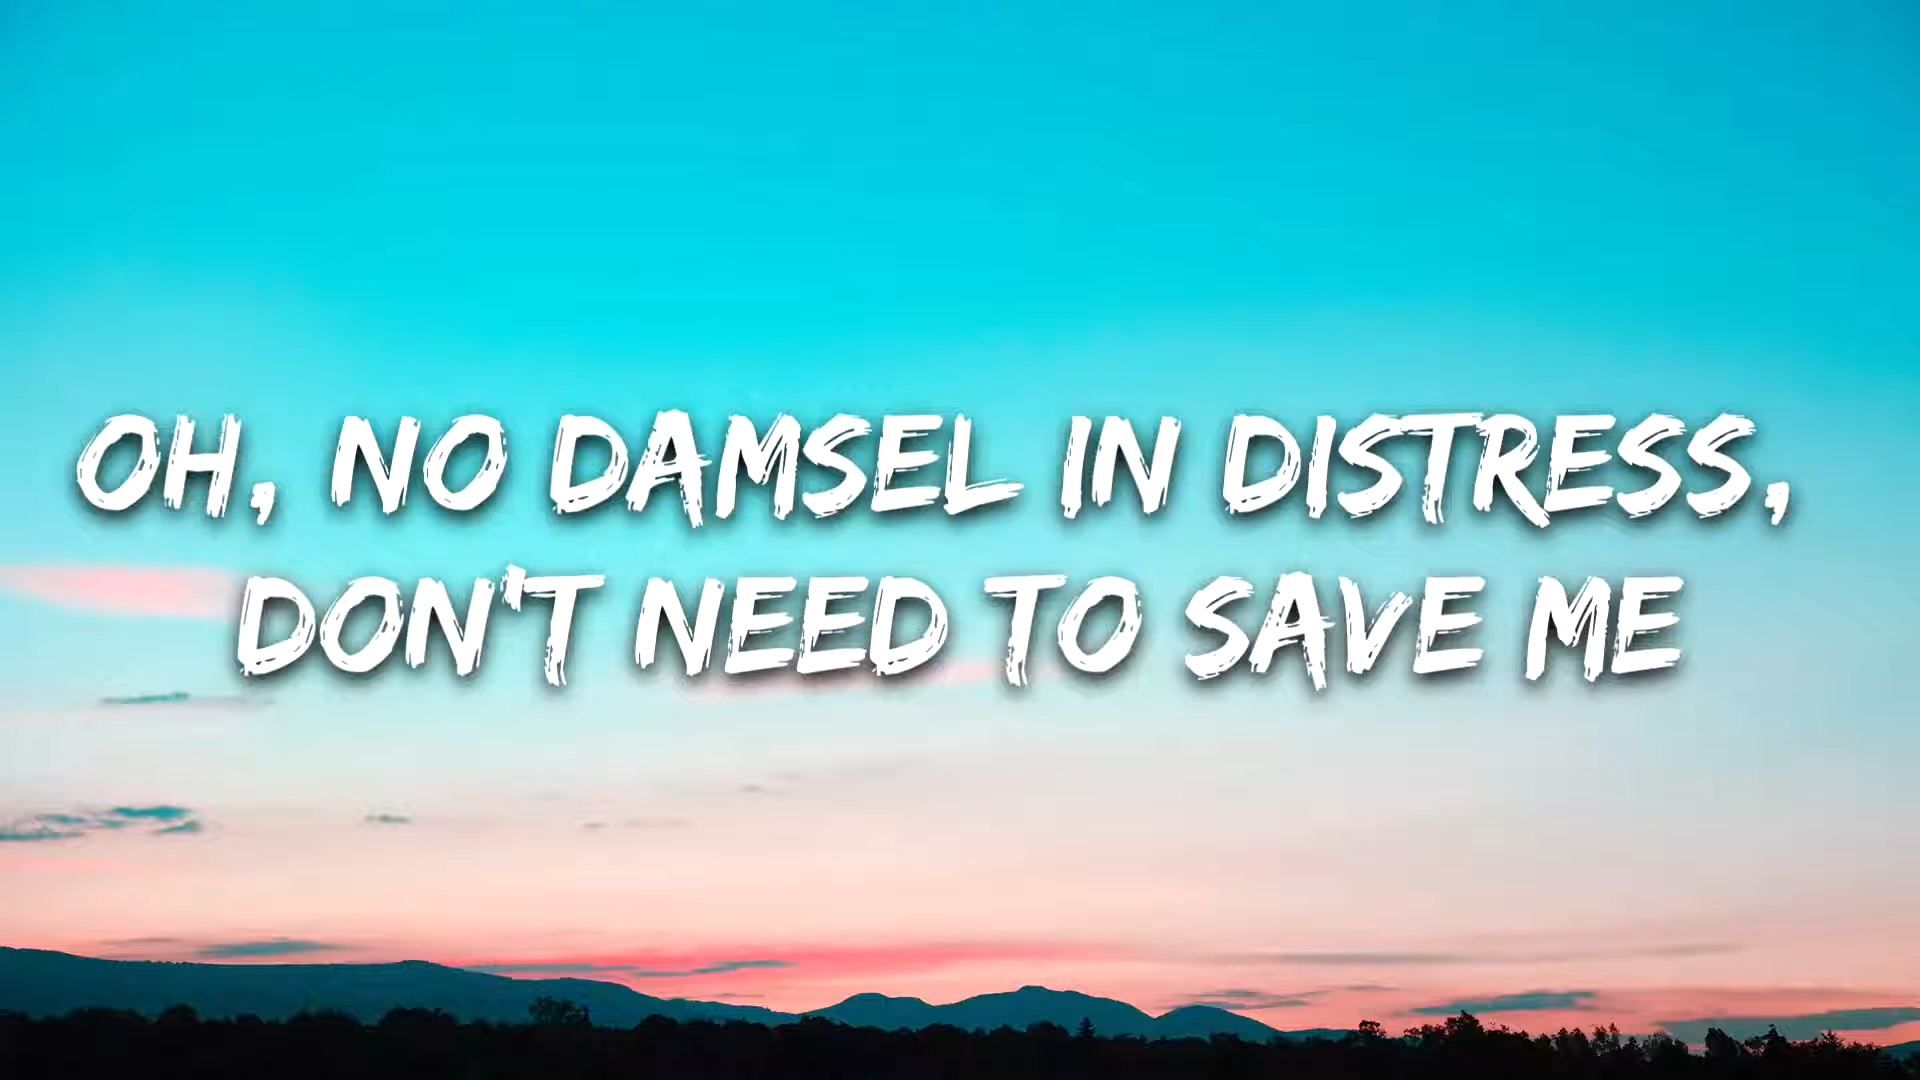 OH, NO DAMSEL IN DISTRESS,
DON'T NEED TO SAVE ME